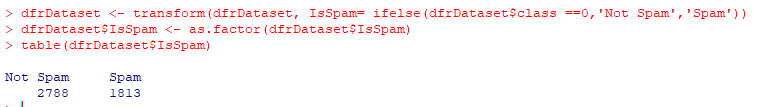 > dfrDataset <- transform(dfrDataset, IsSpam= ifelse(dfrDataset$class ==0,'Not Spam','Spam'))
> dfrDataset$IsSpam <- as.factor(dfrDataset$IsSpam)
> table(dfrDataset$IsSpam)
Not Spam     Spam
    2788     1813